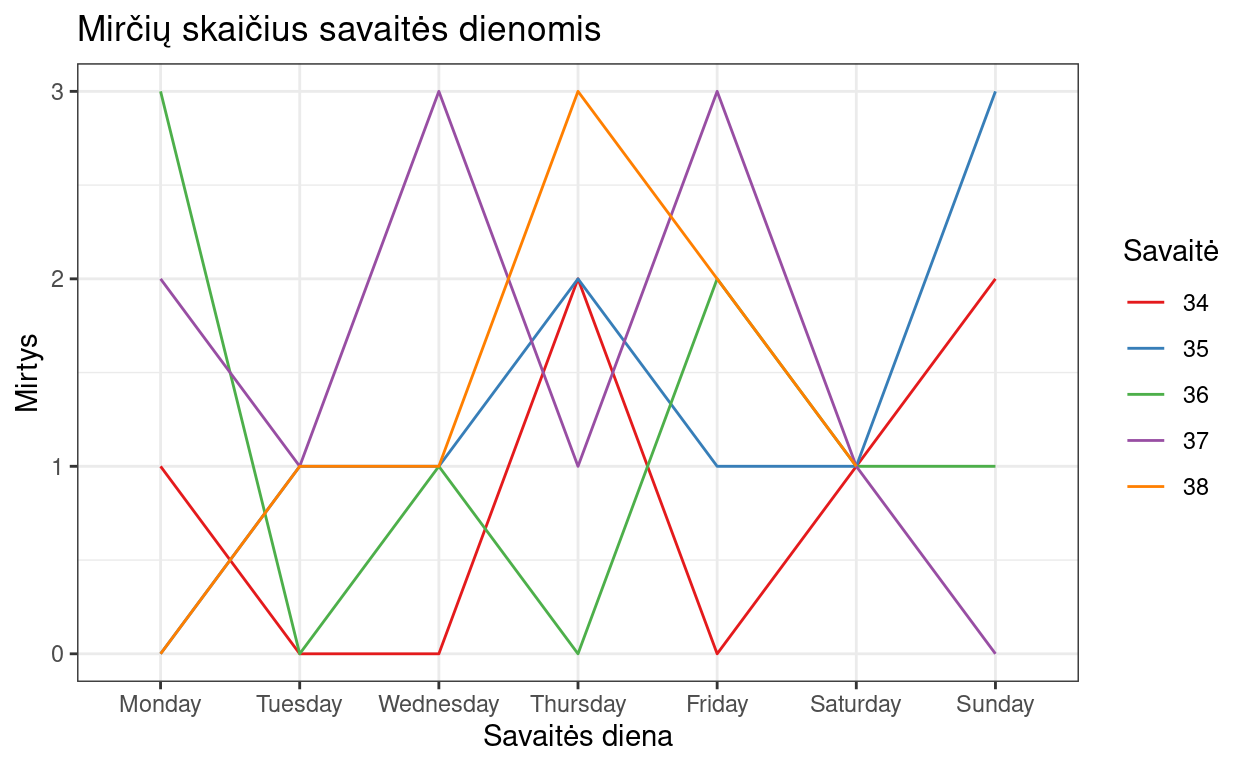 Mirčių skaičius savaitės dienomis
Mirtys
3
2
1
0
Monday Tuesday Wednesday Thursday Friday Saturday Sunday
Savaitės diena
Savaitė
34
35
36
37
38